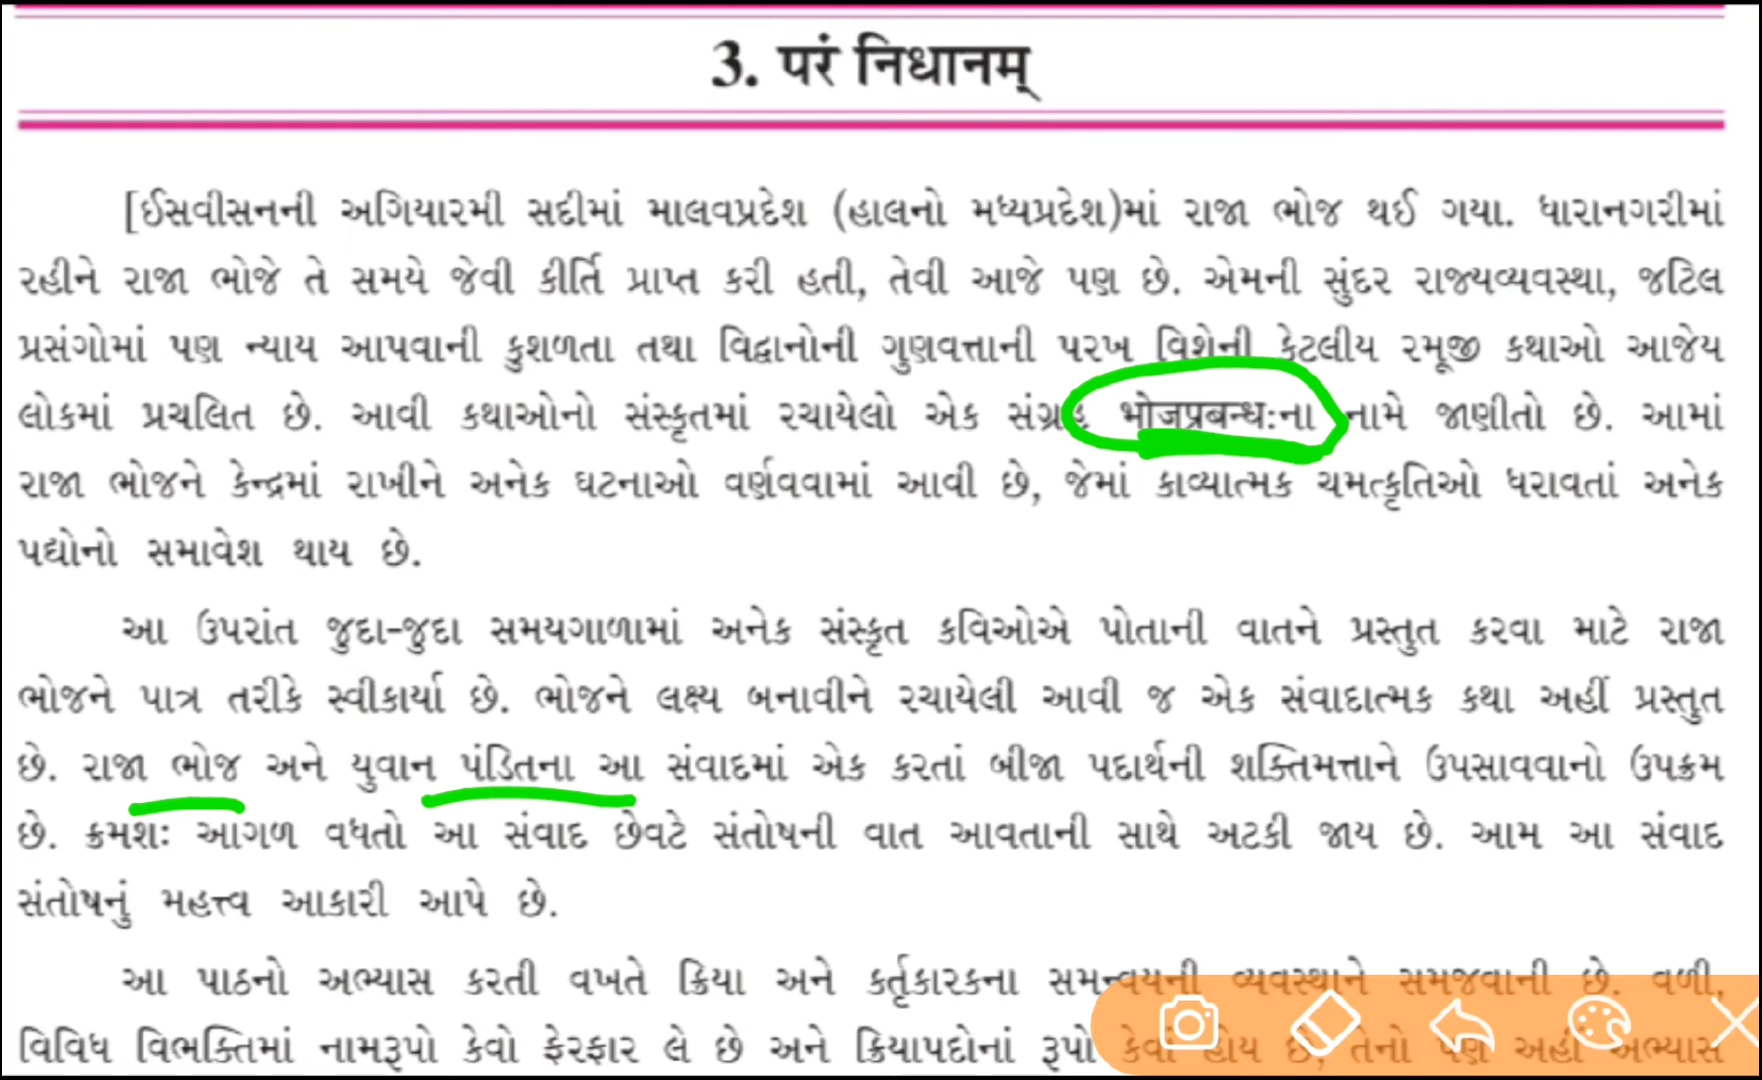 3. परं निधानम्
[ઈસવીસનની અગિયારમી સદીમાં માલવપ્રદેશ (હાલનો મધ્યપ્રદેશ)માં રાજા ભોજ થઈ ગયા. ધારાનગરીમાં
રહીને રાજા ભોજે તે સમયે જેવી કીર્તિ પ્રાપ્ત કરી હતી, તેવી આજે પણ છે. એમની સુંદર રાજ્યવ્યવસ્થા, જટિલ
પ્રસંગોમાં પણ ન્યાય આપવાની કુશળતા તથા વિદ્વાનોની ગુણવત્તાની પરખ વિશેની કેટલીય રમૂજી કથાઓ આજેય
લોકમાં પ્રચલિત છે. આવી કથાઓનો સંસ્કૃતમાં રચાયેલો એક સંગ્રહ भोजप्रबन्धःના નામે જાણીતો છે. આમાં
રાજા ભોજને કેન્દ્રમાં રાખીને અનેક ઘટનાઓ વર્ણવવામાં આવી છે, જેમાં કાવ્યાત્મક ચમત્કૃતિઓ ધરાવતાં અનેક
પદ્યોનો સમાવેશ થાય છે.
આ ઉપરાંત જુદા-જુદા સમયગાળામાં અનેક સંસ્કૃત કવિઓએ પોતાની વાતને પ્રસ્તુત કરવા માટે રાજા
ભોજને પાત્ર તરીકે સ્વીકાર્યા છે. ભોજને લક્ષ્ય બનાવીને રચાયેલી આવી જ એક સંવાદાત્મક કથા અહીં પ્રસ્તુત
છે. રાજા ભોજ અને યુવાન પંડિતના આ સંવાદમાં એક કરતાં બીજા પદાર્થની શક્તિમત્તાને ઉપસાવવાનો ઉપક્રમ
છે. ક્રમશઃ આગળ વધતો આ સંવાદ છેવટે સંતોષની વાત આવતાની સાથે અટકી જાય છે. આમ આ સંવાદ
સંતોષનું મહત્ત્વ આકારી આપે છે.
આ પાઠનો અભ્યાસ કરતી વખતે ક્રિયા અને કર્તૃકારકના સમન્વયની વ્યવસ્થાને સમજવાની છે. વળી,
વિવિધ વિભક્તિમાં નામરૂપો કેવો ફેરફાર લે છે અને ક્રિયાપદોનાં રૂપો કેવાં હોય છે, તેનો પણ અહીં અભ્યાસ